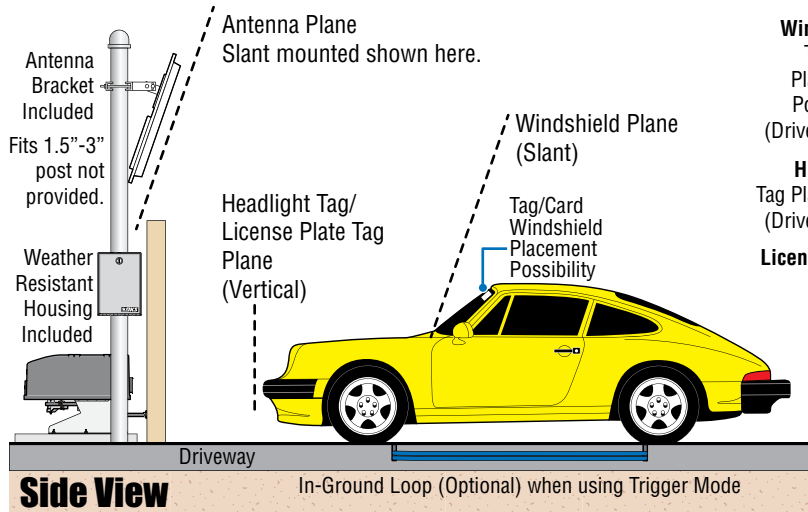 Antenna Plane
Slant mounted shown here.
Antenna
Bracket
Included
Fits 1.5”-3”
post not
provided.
Weather
Resistant
Housing
Included
Headlight Tag/
License Plate Tag
Plane
(Vertical)
Windshield Plane
(Slant)
Tag/Card
Windshield
Placement
Possibility
Tag
Driveway
In-Ground Loop (Optional) when using Trigger Mode
Side View